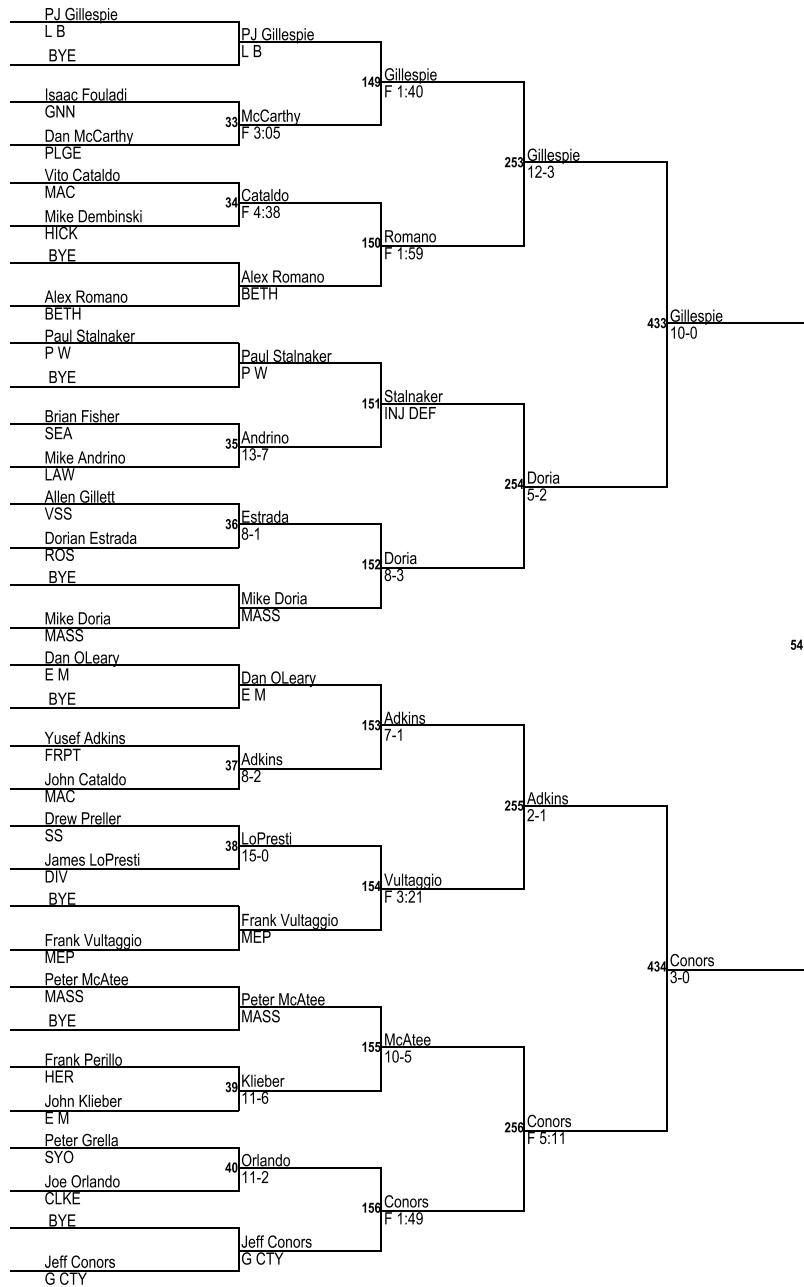 PJ Gillespie
L B
BYE
Isaac Fouladi
GNN
Dan McCarthy
PLGE
Vito Cataldo
MAC
Mike Dembinski
HICK
BYE
Alex Romano
BETH
Paul Stalnaker
P W
BYE
Brian Fisher
SEA
Mike Andrino
LAW
Allen Gillett
VSS
Dorian Estrada
ROS
BYE
Mike Doria
MASS
Dan OLeary
E M
BYE
Yusef Adkins
FRPT
John Cataldo
MAC
Drew Preller
SS
James LoPresti
DIV
BYE
Frank Vultaggio
MEP
Peter McAtee
MASS
BYE
Frank Perillo
HER
John Klieber
E M
Peter Grella
SYO
Joe Orlando
CLKE
BYE
Jeff Conors
G CTY
PJ Gillespie
L B
33 McCarthy
F 3:05
34 Cataldo
F 4:38
Alex Romano
BETH
Paul Stalnaker
P W
35 Andrino
13-7
36 Estrada
8-1
Mike Doria
MASS
Dan OLeary
E M
37 Adkins
8-2
38 LoPresti
15-0
Frank Vultaggio
MEP
Peter McAtee
MASS
39 Klieber
11-6
40 Orlando
11-2
Jeff Conors
G CTY
149 Gillespie
F 1:40
150 Romano
F 1:59
151 Stalnaker
INJ DEF
152 Doria
8-3
153 Adkins
7-1
154 Vultaggio
F 3:21
155 McAtee
10-5
156 Conors
F 1:49
253 Gillespie
12-3
254 Doria
5-2
255 Adkins
2-1
256 Conors
F 5:11
433 Gillespie
10-0
434 Conors
3-0
54